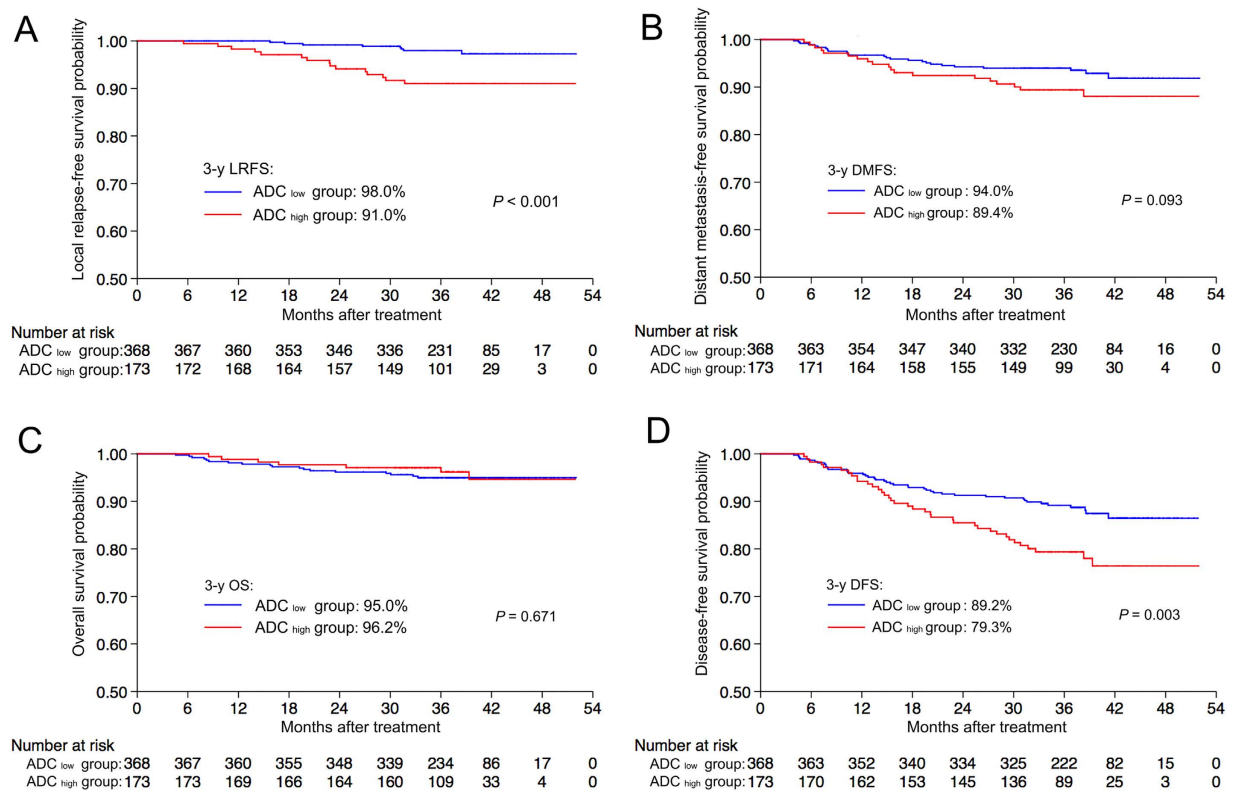 A
Local relapse-free survival probability
1.00
0.90
0.80
0.70
0.60
0.50
3-y LRFS:
ADC low group: 98.0%
ADC high group: 91.0%
P < 0.001
0 6 12 18 24 30 36 42 48 54
Months after treatment
Number at risk
ADC low group: 368 367 360 353 346 336 231 85 17 0
ADC high group: 173 172 168 164 157 149 101 29 3 0
B
Distant metastasis-free survival probability
1.00
0.90
0.80
0.70
0.60
0.50
3-y DMFS:
ADC low group : 94.0%
ADC high group : 89.4%
P = 0.093
0 6 12 18 24 30 36 42 48 54
Months after treatment
Number at risk
ADC low group: 368 363 354 347 340 332 230 84 16 0
ADC high group: 173 171 164 158 155 149 99 30 4 0
C
Overall survival probability
1.00
0.90
0.80
0.70
0.60
0.50
3-y OS:
ADC low group: 95.0%
ADC high group: 96.2%
P = 0.671
0 6 12 18 24 30 36 42 48 54
Months after treatment
Number at risk
ADC low group: 368 367 360 355 348 339 234 86 17 0
ADC high group: 173 173 169 166 164 160 109 33 4 0
D
Disease-free survival probability
1.00
0.90
0.80
0.70
0.60
0.50
3-y DFS:
ADC low group : 89.2%
ADC high group : 79.3%
P = 0.003
0 6 12 18 24 30 36 42 48 54
Months after treatment
Number at risk
ADC low group: 368 363 352 340 334 325 222 82 15 0
ADC high group: 173 170 162 153 145 136 89 25 3 0